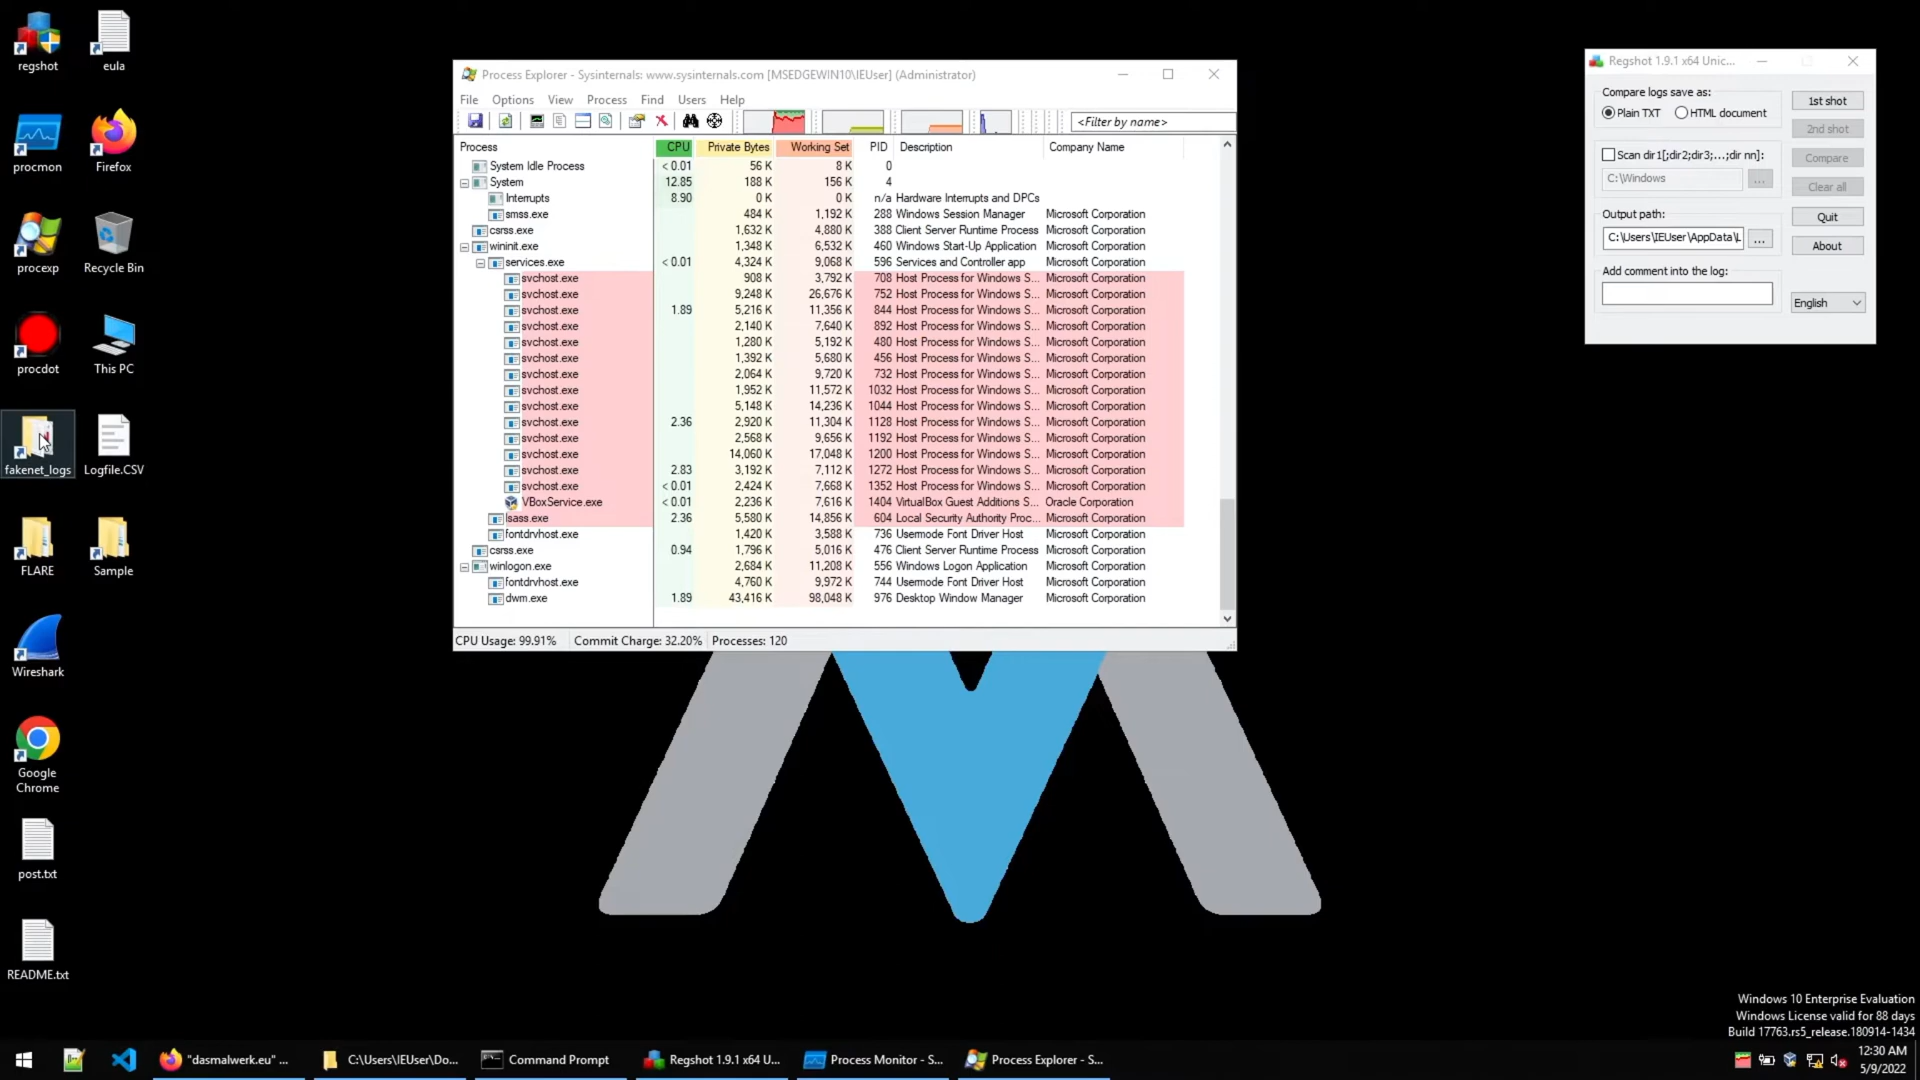 regshot
eula
procmon
Firefox
procexp
Recycle Bin
procdot
This PC
fakenet_logs
Logfile.CSV
FLARE
Sample
Wireshark
Google
Chrome
post.txt
README.txt
Process Explorer - Sysinternals: www.sysinternals.com [MSEDGEWIN10\IEUser] (Administrator)
File Options View Process Find Users Help
<Filter by name>
Process CPU Private Bytes Working Set PID Description Company Name
System Idle Process < 0.01 56 K 8 K 0
System 12.85 188 K 156 K 4
Interrupts 8.90 0 K 0 K n/a Hardware Interrupts and DPCs
smss.exe 484 K 1,192 K 288 Windows Session Manager Microsoft Corporation
csrss.exe 1,632 K 4,880 K 388 Client Server Runtime Process Microsoft Corporation
wininit.exe 1,348 K 6,532 K 460 Windows Start-Up Application Microsoft Corporation
services.exe < 0.01 4,324 K 9,068 K 596 Services and Controller app Microsoft Corporation
svchost.exe 908 K 3,792 K 708 Host Process for Windows S... Microsoft Corporation
svchost.exe 9,248 K 26,676 K 752 Host Process for Windows S... Microsoft Corporation
svchost.exe 1.89 5,216 K 11,356 K 844 Host Process for Windows S... Microsoft Corporation
svchost.exe 2,140 K 7,640 K 892 Host Process for Windows S... Microsoft Corporation
svchost.exe 1,280 K 5,192 K 480 Host Process for Windows S... Microsoft Corporation
svchost.exe 1,392 K 5,680 K 456 Host Process for Windows S... Microsoft Corporation
svchost.exe 2,064 K 9,720 K 732 Host Process for Windows S... Microsoft Corporation
svchost.exe 1,952 K 11,572 K 1032 Host Process for Windows S... Microsoft Corporation
svchost.exe 5,148 K 14,236 K 1044 Host Process for Windows S... Microsoft Corporation
svchost.exe 2.36 2,920 K 11,304 K 1128 Host Process for Windows S... Microsoft Corporation
svchost.exe 2,568 K 9,656 K 1192 Host Process for Windows S... Microsoft Corporation
svchost.exe 14,060 K 17,048 K 1200 Host Process for Windows S... Microsoft Corporation
svchost.exe 2.83 3,192 K 7,112 K 1272 Host Process for Windows S... Microsoft Corporation
svchost.exe < 0.01 2,424 K 7,668 K 1352 Host Process for Windows S... Microsoft Corporation
VBoxService.exe < 0.01 2,236 K 7,616 K 1404 VirtualBox Guest Additions S... Oracle Corporation
lsass.exe 2.36 5,580 K 14,856 K 604 Local Security Authority Proc... Microsoft Corporation
fontdrvhost.exe 1,420 K 3,588 K 736 Usermode Font Driver Host Microsoft Corporation
csrss.exe 0.94 1,796 K 5,016 K 476 Client Server Runtime Process Microsoft Corporation
winlogon.exe 2,684 K 11,208 K 556 Windows Logon Application Microsoft Corporation
fontdrvhost.exe 4,760 K 9,972 K 744 Usermode Font Driver Host Microsoft Corporation
dwm.exe 1.89 43,416 K 98,048 K 976 Desktop Window Manager Microsoft Corporation
CPU Usage: 99.91% Commit Charge: 32.20% Processes: 120
Regshot 1.9.1 x64 Unic...
Compare logs save as:
Plain TXT HTML document
1st shot
2nd shot
Scan dir1[;dir2;dir3;...;dir nn]:
Compare
C:\Windows
...
Clear all
Output path:
Quit
C:\Users\IEUser\AppData\L
...
About
Add comment into the log:
English
Windows 10 Enterprise Evaluation
Windows License valid for 88 days
Build 17763.rs5_release.180914-1434
"dasmalwerk.eu" ...
C:\Users\IEUser\Do...
Command Prompt
Regshot 1.9.1 x64 U...
Process Monitor - S...
Process Explorer - S...
12:30 AM
5/9/2022